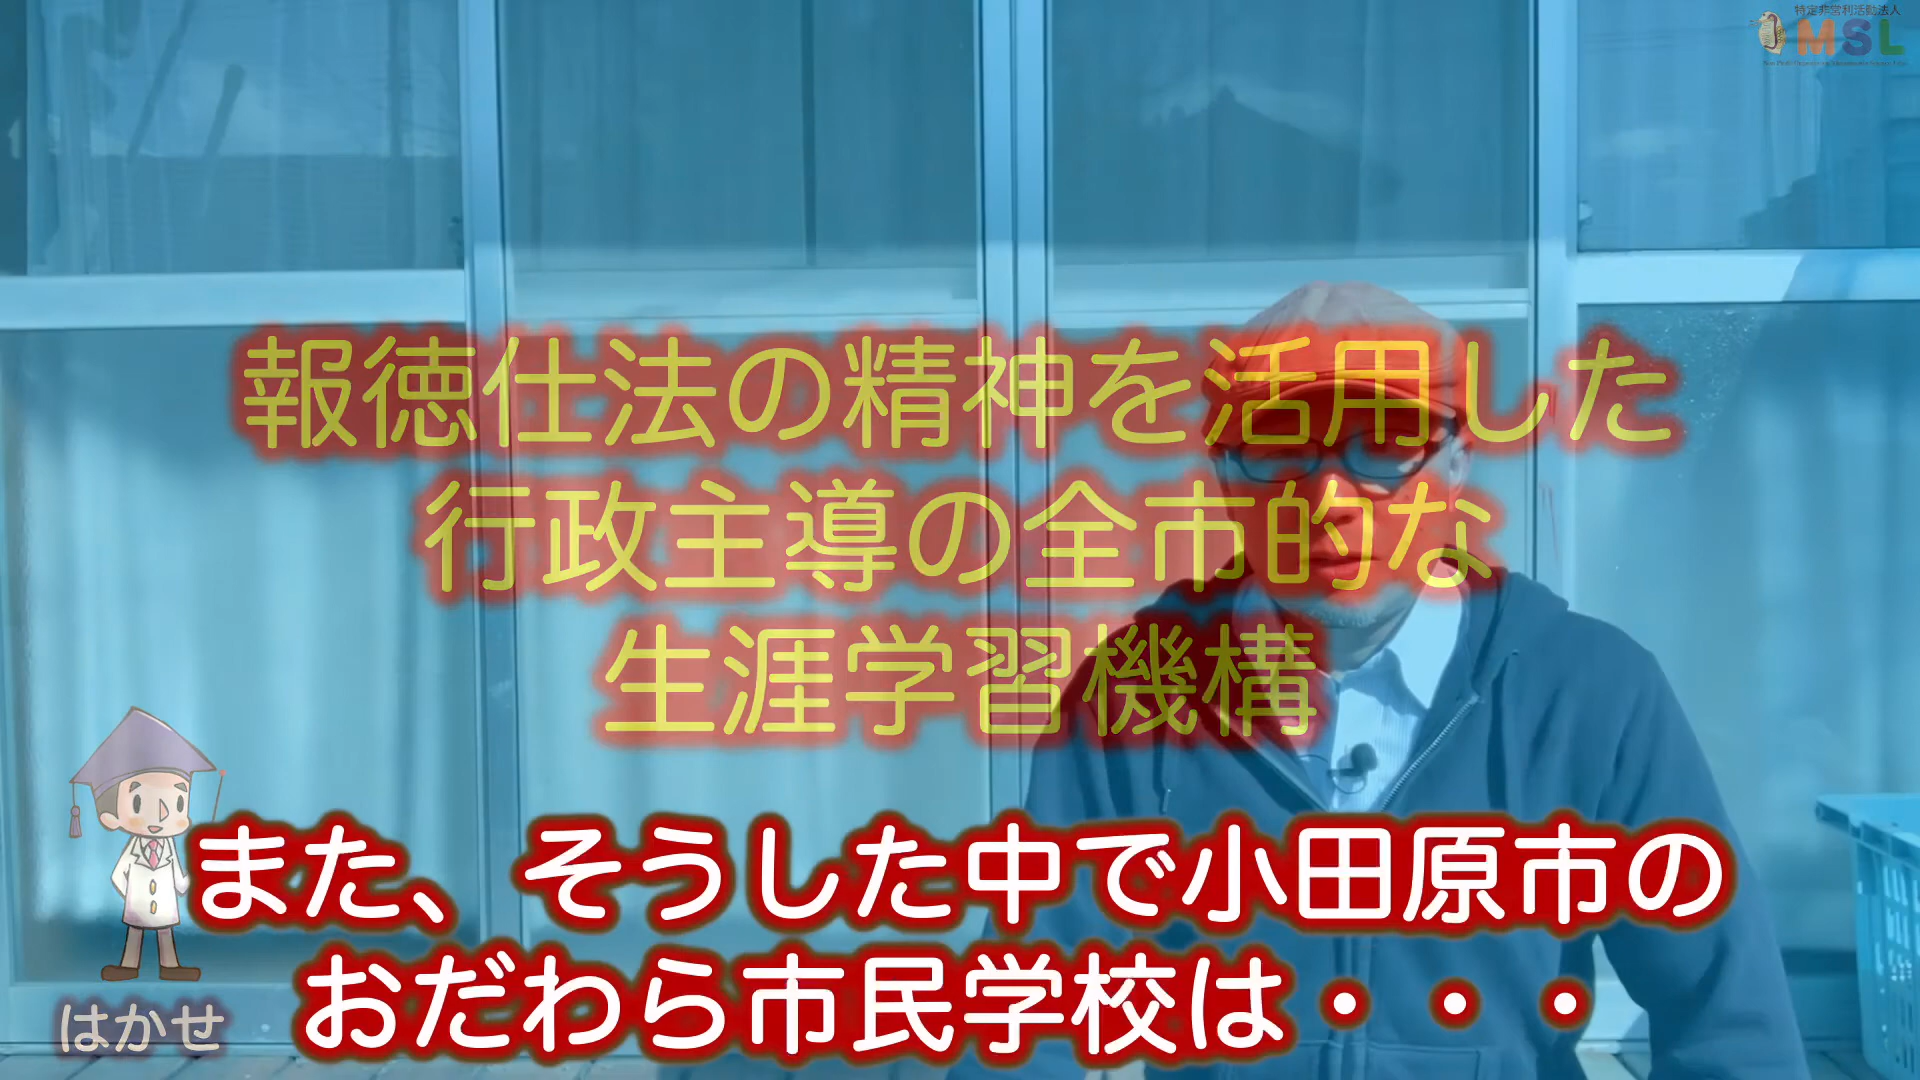 特定非営利活動法人
MSL
報徳仕法の精神を活用した
行政主導の全市的な
生涯学習機構
また、そうした中で小田原市の
おだわら市民学校は・・・
はかせ